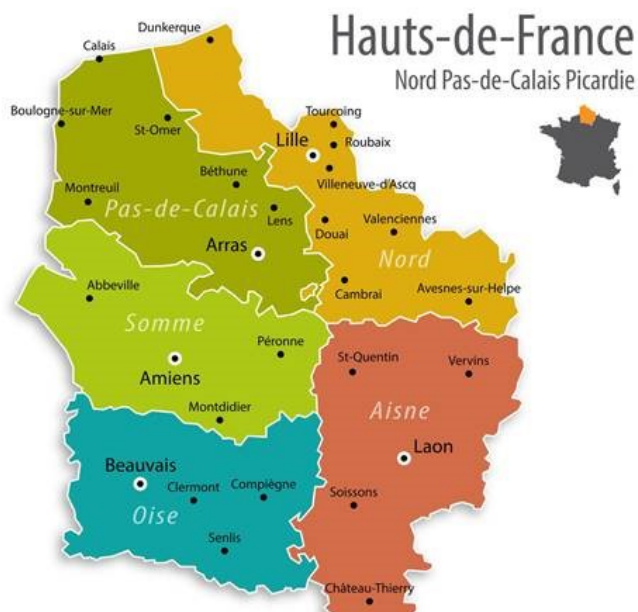 Hauts-de-France
Nord Pas-de-Calais Picardie
Dunkerque
Calais
Boulogne-sur-Mer
St-Omer
Tourcoing
Lille
Roubaix
Béthune
Villeneuve-d'Ascq
Montreuil
Pas-de-Calais
Lens
Douai
Valenciennes
Arras
Nord
Abbeville
Cambrai
Avesnes-sur-Helpe
Somme
Péronne
St-Quentin
Vervins
Amiens
Montdidier
Aisne
Laon
Beauvais
Clermont
Compiègne
Soissons
Oise
Senlis
Château-Thierry